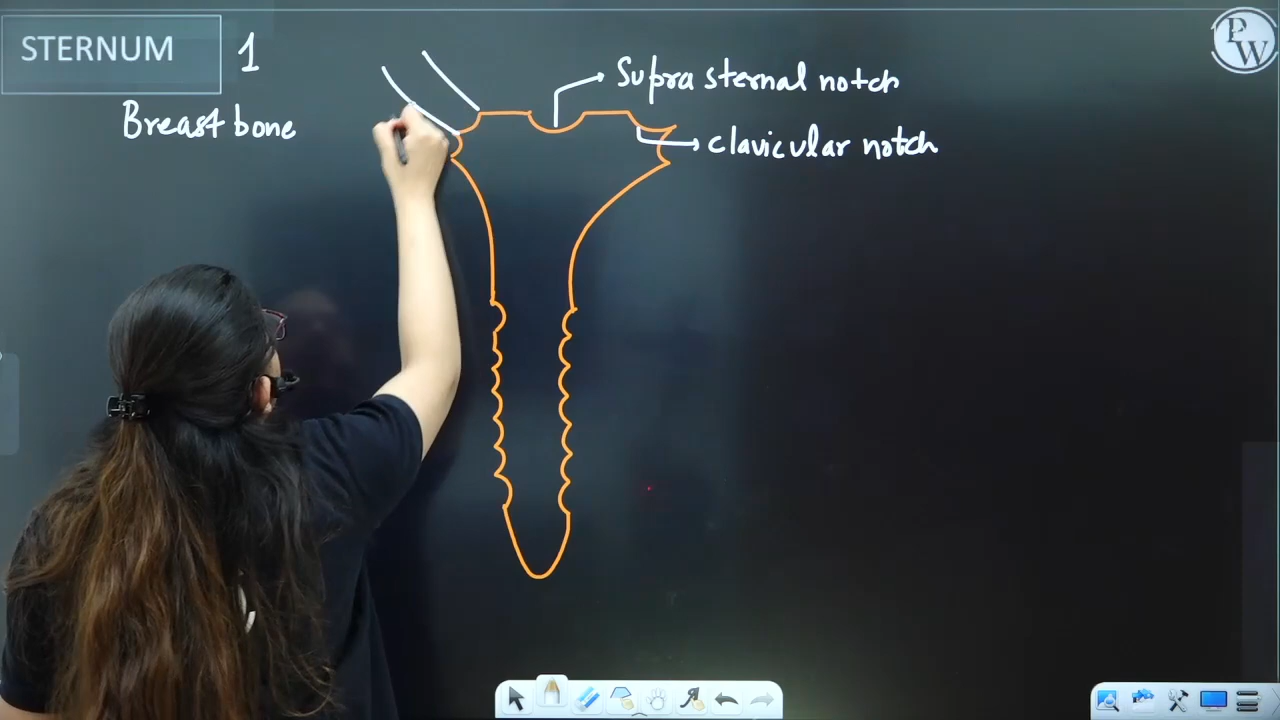 STERNUM 1
PW
Supra sternal notch
Breast bone
clavicular notch